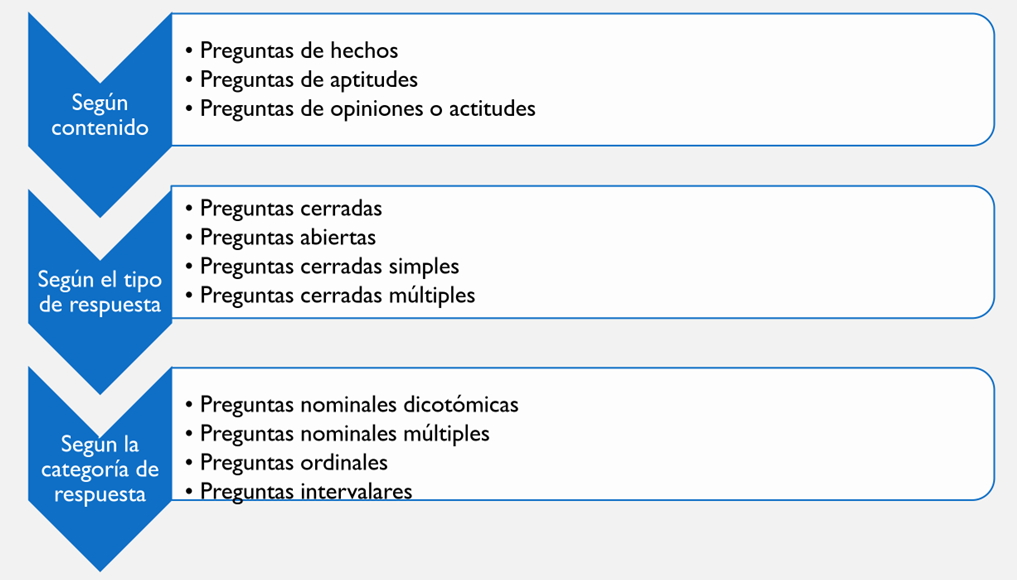 Según
contenido
• Preguntas de hechos
• Preguntas de aptitudes
• Preguntas de opiniones o actitudes
Según el tipo
de respuesta
• Preguntas cerradas
• Preguntas abiertas
• Preguntas cerradas simples
• Preguntas cerradas múltiples
Según la
categoría de
respuesta
• Preguntas nominales dicotómicas
• Preguntas nominales múltiples
• Preguntas ordinales
• Preguntas intervalares